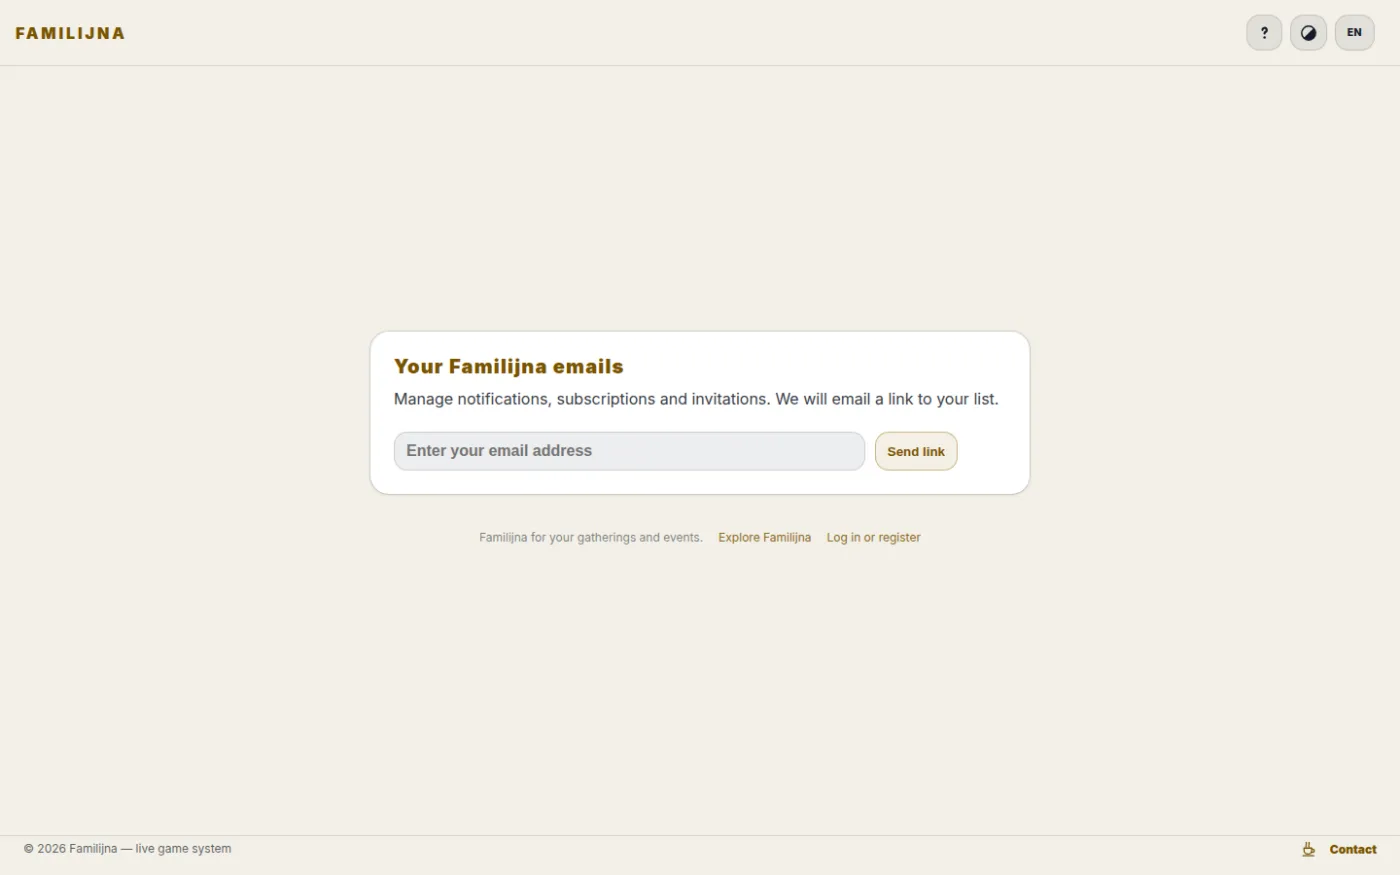 FAMILIJNA
?
EN
Your Familijna emails
Manage notifications, subscriptions and invitations. We will email a link to your list.
Enter your email address
Send link
Familijna for your gatherings and events. Explore Familijna Log in or register
© 2026 Familijna — live game system
Contact